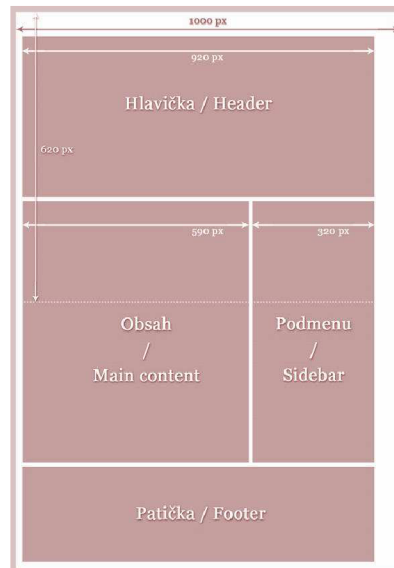 1000 px
920 px
Hlavička / Header
620 px
590 px
320 px
Obsah
/
Main content
Podmenu
/
Sidebar
Patička / Footer